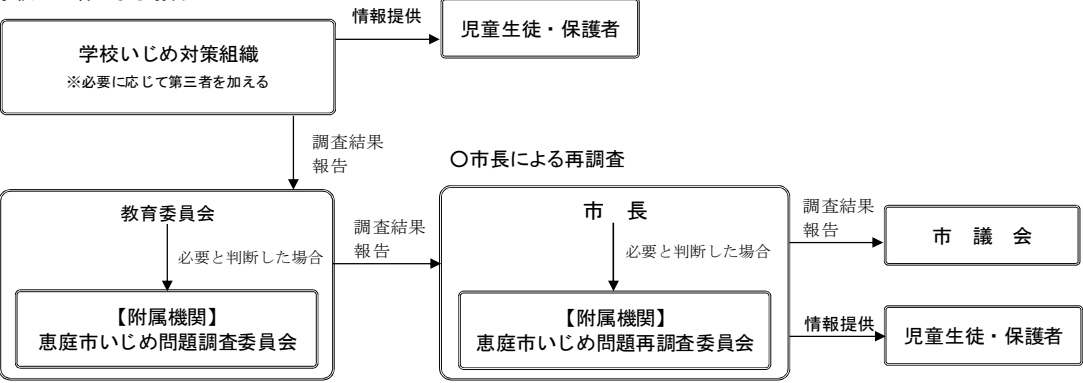 情報提供
児童生徒・保護者
学校いじめ対策組織
※必要に応じて第三者を加える
調査結果
報告
〇市長による再調査
教育委員会
必要と判断した場合
【附属機関】
恵庭市いじめ問題調査委員会
調査結果
報告
市 長
必要と判断した場合
【附属機関】
恵庭市いじめ問題再調査委員会
調査結果
報告
市 議 会
情報提供
児童生徒・保護者